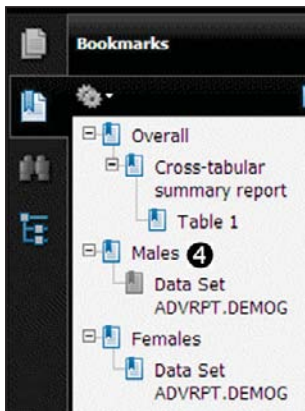 Bookmarks
Overall
Cross-tabular
summary report
Table 1
Males 4
Data Set
ADVRPT.DEMOG
Females
Data Set
ADVRPT.DEMOG